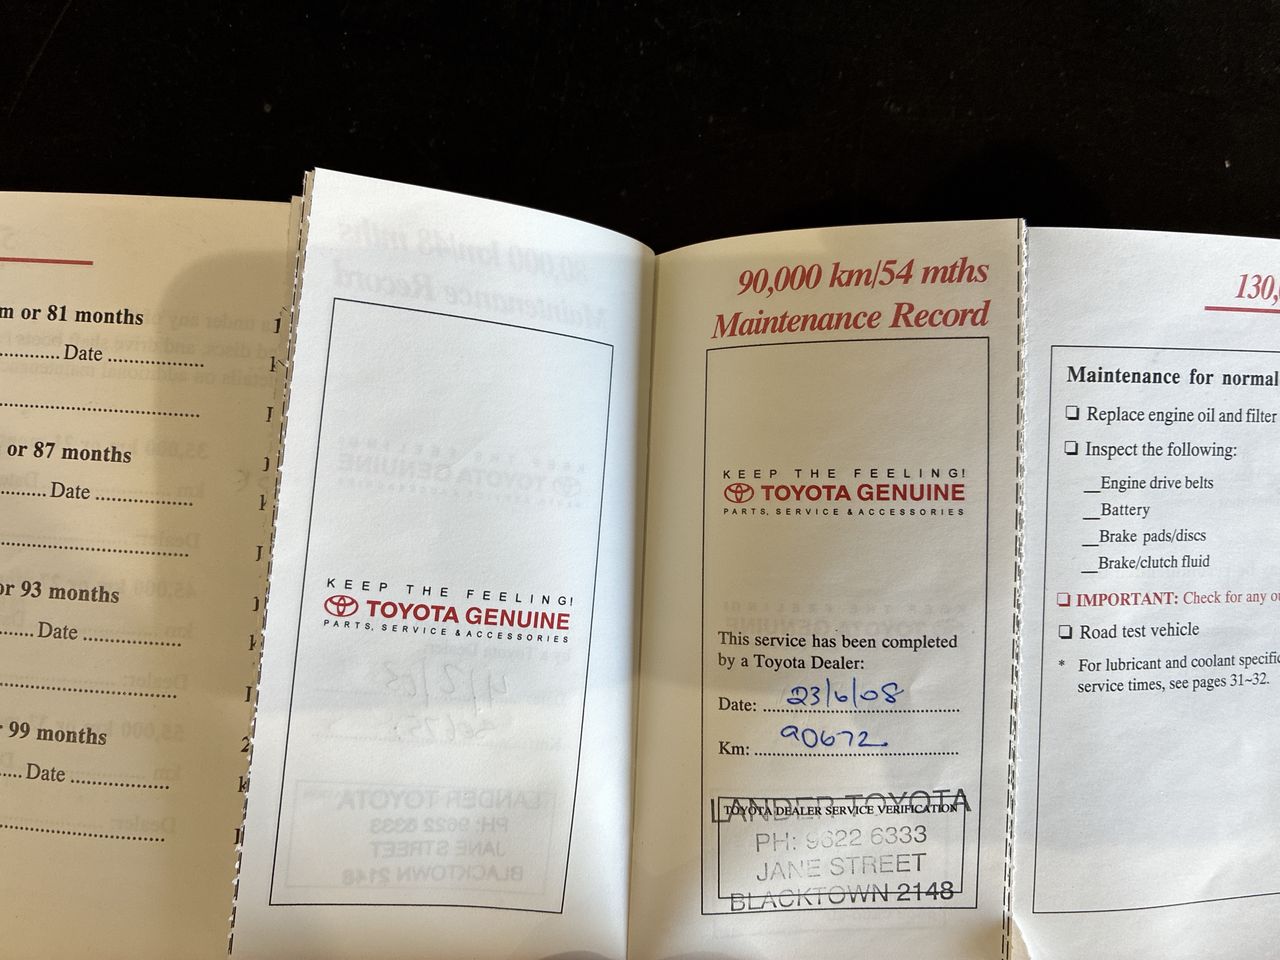 m or 81 months
............ Date ..................
or 87 months
.......... Date ..................
or 93 months
....... Date ..................
99 months
..... Date ..................
KEEP THE FEELING!
TOYOTA GENUINE
PARTS, SERVICE & ACCESSORIES
90,000 km/54 mths
Maintenance Record
KEEP THE FEELING!
TOYOTA GENUINE
PARTS, SERVICE & ACCESSORIES
This service has been completed
by a Toyota Dealer:
Date: 23/6/08
Km: 90672
LANDER TOYOTA
TOYOTA DEALER SERVICE VERIFICATION
PH: 9622 6333
JANE STREET
BLACKTOWN 2148
130,
Maintenance for normal
❏ Replace engine oil and filter
❏ Inspect the following:
__Engine drive belts
__Battery
__Brake pads/discs
__Brake/clutch fluid
❏ IMPORTANT: Check for any
❏ Road test vehicle
* For lubricant and coolant
service times, see pages 31~32.